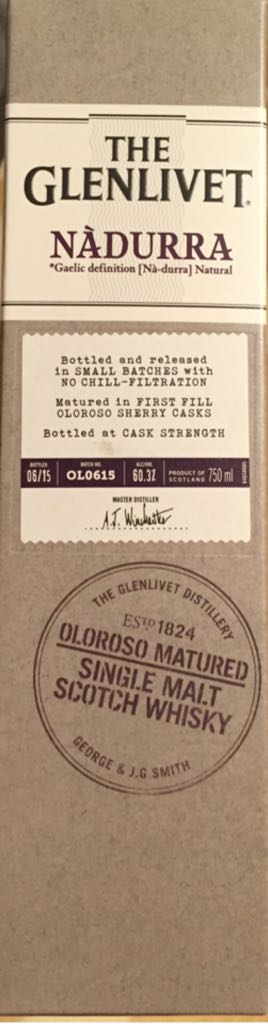 THE
GLENLIVET.
NÀDURRA
*Gaelic definition [Nà-durra] Natural
Bottled and released
in SMALL BATCHES with
NO CHILL-FILTRATION
Matured in FIRST FILL
OLOROSO SHERRY CASKS
Bottled at CASK STRENGTH
BOTTLED 06/15 BATCH NO. OL0615 ALC/VOL 60.3% PRODUCT OF SCOTLAND 750 ml
MASTER DISTILLER
A.J. Winchester
THE GLENLIVET DISTILLERY
ESTD 1824
OLOROSO MATURED
SINGLE MALT
SCOTCH WHISKY
GEORGE & J.G SMITH